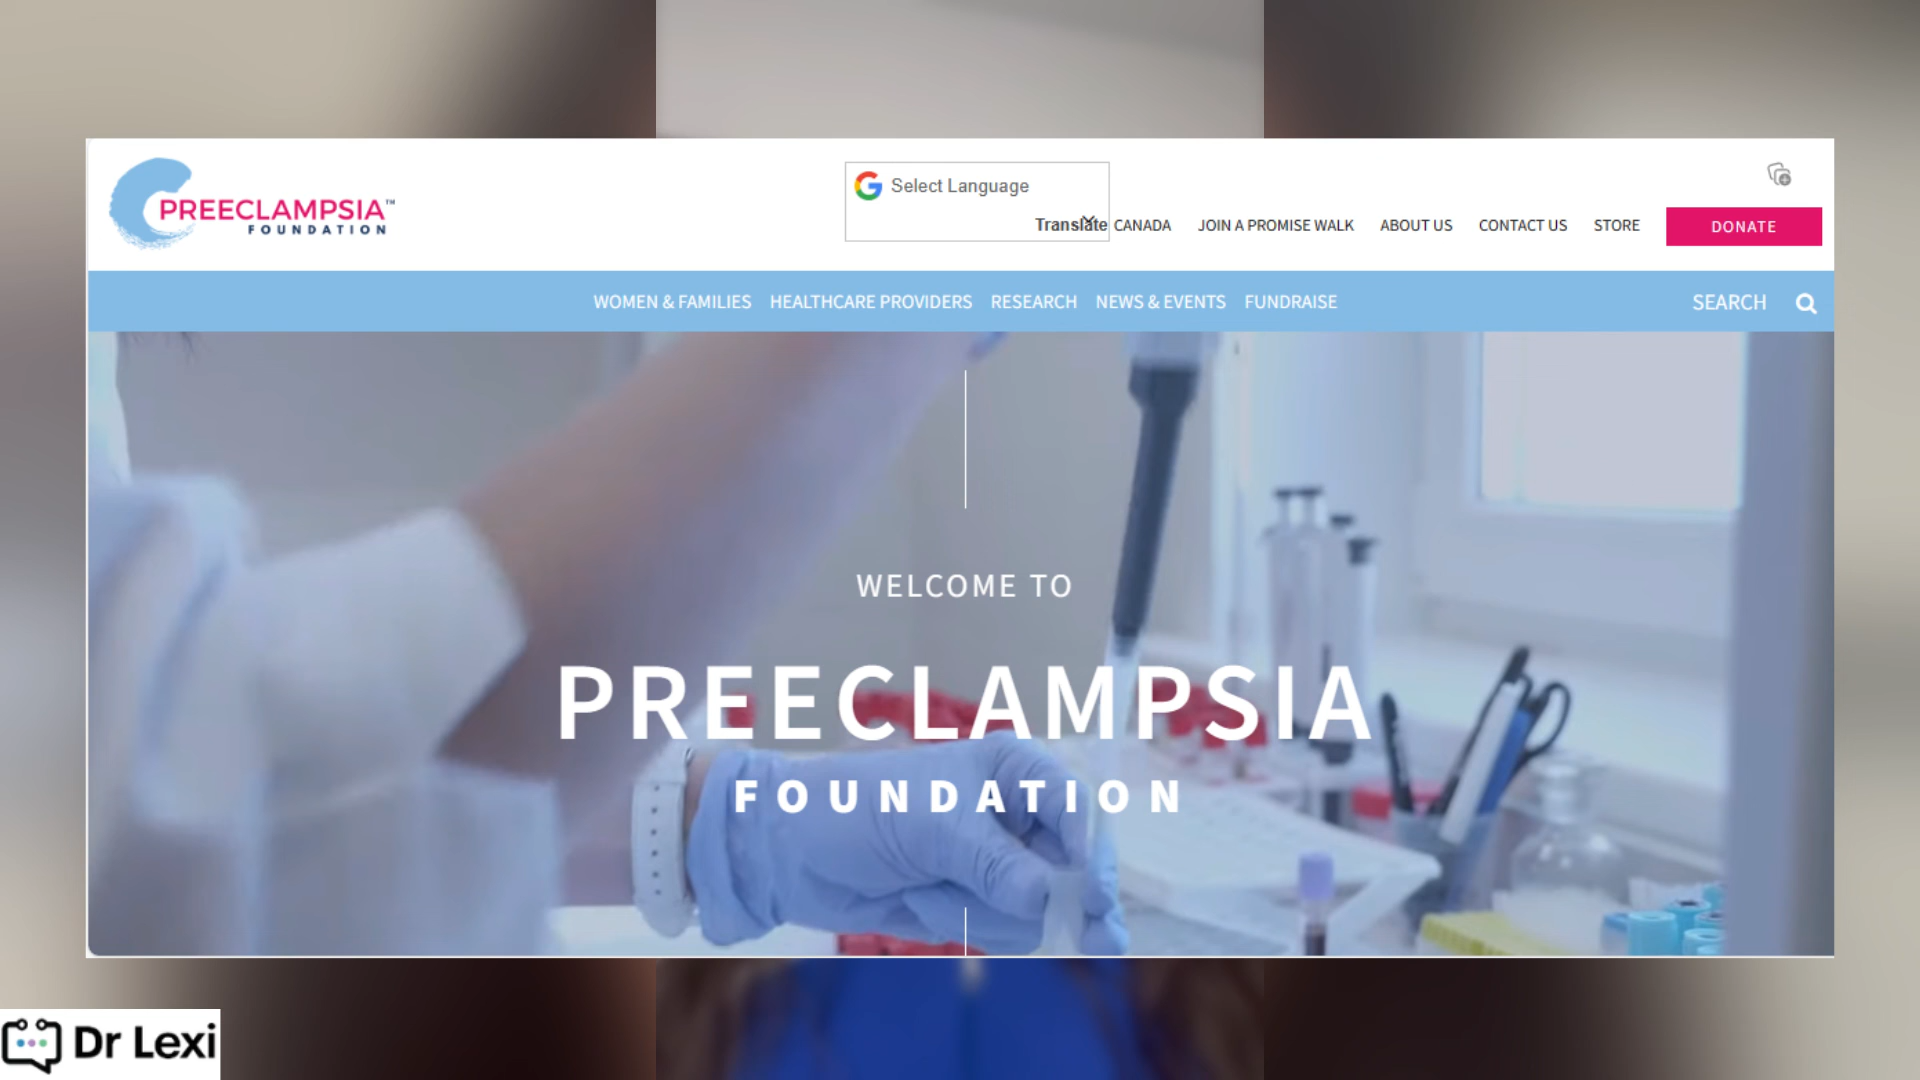 PREECLAMPSIA™
FOUNDATION
Select Language
Translate
CANADA
JOIN A PROMISE WALK
ABOUT US
CONTACT US
STORE
DONATE
WOMEN & FAMILIES
HEALTHCARE PROVIDERS
RESEARCH
NEWS & EVENTS
FUNDRAISE
SEARCH
WELCOME TO
PREECLAMPSIA
FOUNDATION
Dr Lexi